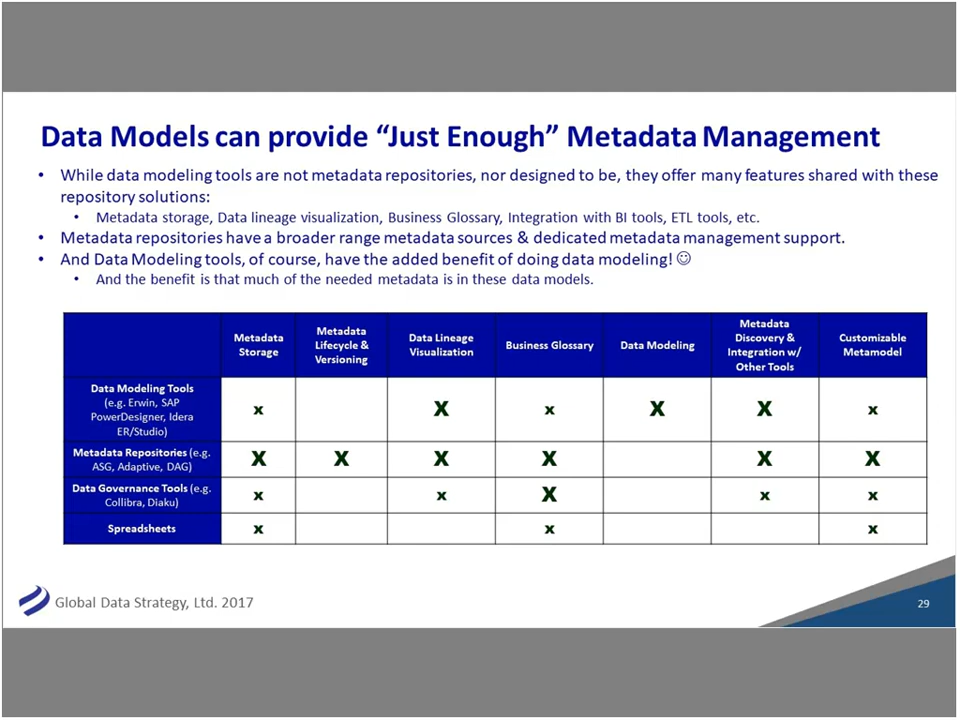 Data Models can provide “Just Enough” Metadata Management
• While data modeling tools are not metadata repositories, nor designed to be, they offer many features shared with these
repository solutions:
• Metadata storage, Data lineage visualization, Business Glossary, Integration with BI tools, ETL tools, etc.
• Metadata repositories have a broader range metadata sources & dedicated metadata management support.
• And Data Modeling tools, of course, have the added benefit of doing data modeling! ☺
• And the benefit is that much of the needed metadata is in these data models.
Metadata
Storage
Metadata
Lifecycle &
Versioning
Data Lineage
Visualization
Business Glossary
Data Modeling
Metadata
Discovery &
Integration w/
Other Tools
Customizable
Metamodel
Data Modeling Tools
(e.g. Erwin, SAP
PowerDesigner, Idera
ER/Studio)
x X x X X x
Metadata Repositories (e.g.
ASG, Adaptive, DAG)
X X X X X X
Data Governance Tools (e.g.
Collibra, Diaku)
x x X x x
Spreadsheets
x x x
Global Data Strategy, Ltd. 2017
29